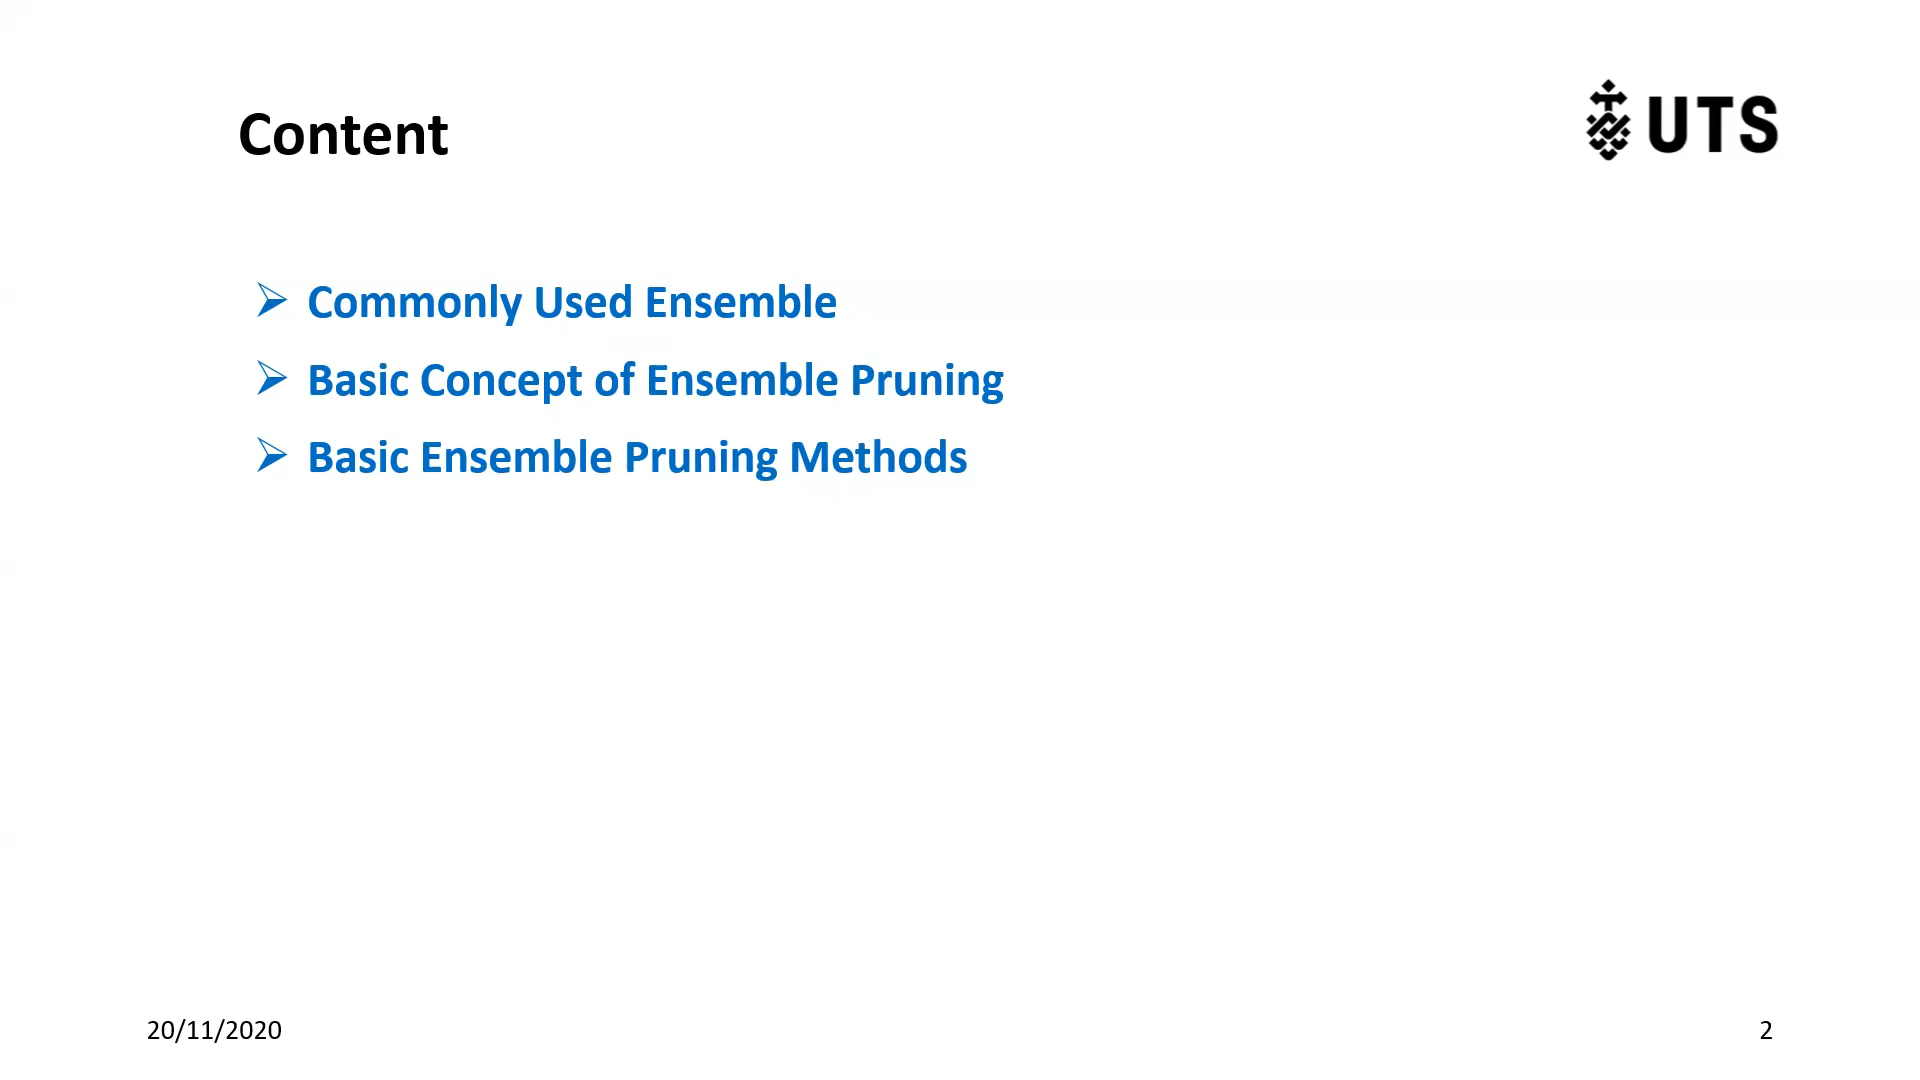 Content
UTS
Commonly Used Ensemble
Basic Concept of Ensemble Pruning
Basic Ensemble Pruning Methods
20/11/2020
2